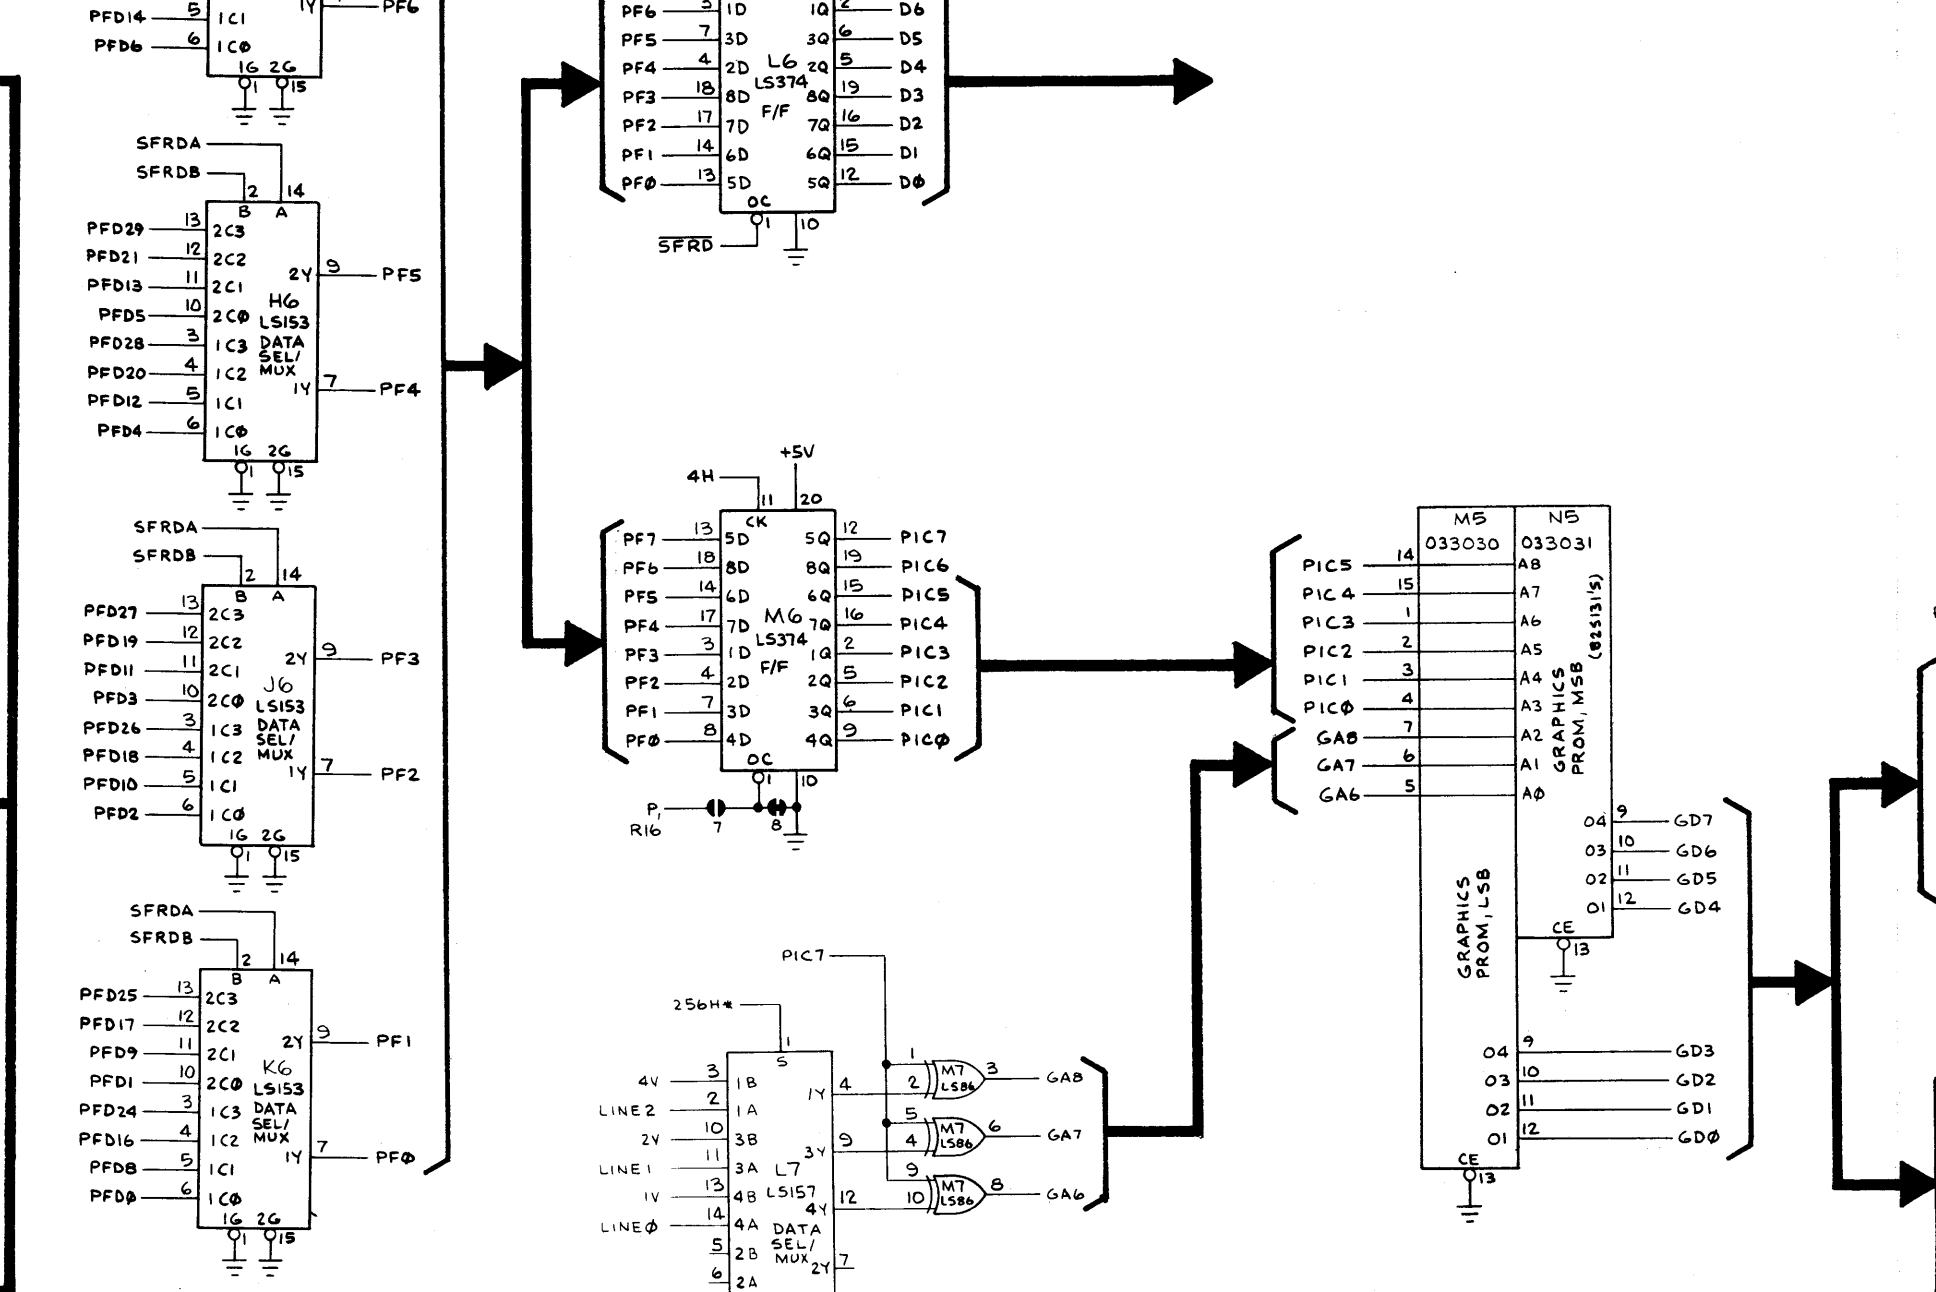 PFD14 5 1C1
PFD6 6 1CØ
1Y PF6
1G 2G
1 15
SFRDA
SFRDB
2 14
B A
PFD29 13 2C3
PFD21 12 2C2
PFD13 11 2C1
PFD5 10 2CØ
PFD28 3 1C3
PFD20 4 1C2
PFD12 5 1C1
PFD4 6 1CØ
2Y 9 PF5
H6
LS153
DATA
SEL/
MUX
1Y 7 PF4
1G 2G
1 15
SFRDA
SFRDB
2 14
B A
PFD27 13 2C3
PFD19 12 2C2
PFD11 11 2C1
PFD3 10 2CØ
PFD26 3 1C3
PFD18 4 1C2
PFD10 5 1C1
PFD2 6 1CØ
2Y 9 PF3
J6
LS153
DATA
SEL/
MUX
1Y 7 PF2
1G 2G
1 15
SFRDA
SFRDB
2 14
B A
PFD25 13 2C3
PFD17 12 2C2
PFD9 11 2C1
PFD1 10 2CØ
PFD24 3 1C3
PFD16 4 1C2
PFD8 5 1C1
PFDØ 6 1CØ
2Y 9 PF1
K6
LS153
DATA
SEL/
MUX
1Y 7 PFØ
1G 2G
1 15
PF6 3 1D 1Q 2 D6
PF5 7 3D 3Q 6 D5
PF4 4 2D 2Q 5 D4
PF3 18 8D 8Q 19 D3
PF2 17 7D 7Q 16 D2
PF1 14 6D 6Q 15 D1
PFØ 13 5D 5Q 12 DØ
L6
LS374
F/F
OC
1 10
SFRD
+5V
4H
11 20
CK
PF7 13 5D 5Q 12 PIC7
PF6 18 8D 8Q 19 PIC6
PF5 14 6D 6Q 15 PIC5
PF4 17 7D 7Q 16 PIC4
PF3 3 1D 1Q 2 PIC3
PF2 4 2D 2Q 5 PIC2
PF1 7 3D 3Q 6 PIC1
PFØ 8 4D 4Q 9 PICØ
M6
LS374
F/F
OC
1 10
P,
R16
7 8
PIC7
256H*
1
S
4V 3 1B
LINE2 2 1A
2V 10 3B
LINE1 11 3A
1V 13 4B
LINEØ 14 4A
5 2B
6 2A
1Y 4
3Y 9
4Y 12
2Y 7
L7
LS157
DATA
SEL/
MUX
1 2 M7 LS86 3 GA8
5 4 M7 LS86 6 GA7
9 10 M7 LS86 8 GA6
M5 N5
033030 033031
PIC5 14 A8
PIC4 15 A7
PIC3 1 A6
PIC2 2 A5
PIC1 3 A4
PICØ 4 A3
GA8 7 A2
GA7 6 A1
GA6 5 AØ
GRAPHICS
PROM, MSB
(82S131'S)
O4 9 GD7
O3 10 GD6
O2 11 GD5
O1 12 GD4
CE
13
GRAPHICS
PROM, LSB
O4 9 GD3
O3 10 GD2
O2 11 GD1
O1 12 GDØ
CE
13